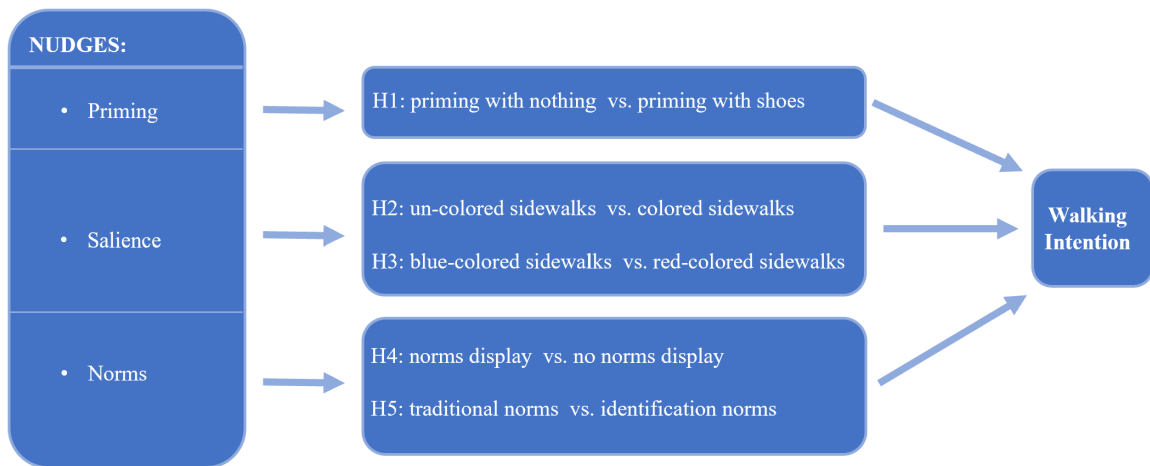 NUDGES:
• Priming
H1: priming with nothing vs. priming with shoes
• Salience
H2: un-colored sidewalks vs. colored sidewalks
H3: blue-colored sidewalks vs. red-colored sidewalks
• Norms
H4: norms display vs. no norms display
H5: traditional norms vs. identification norms
Walking
Intention